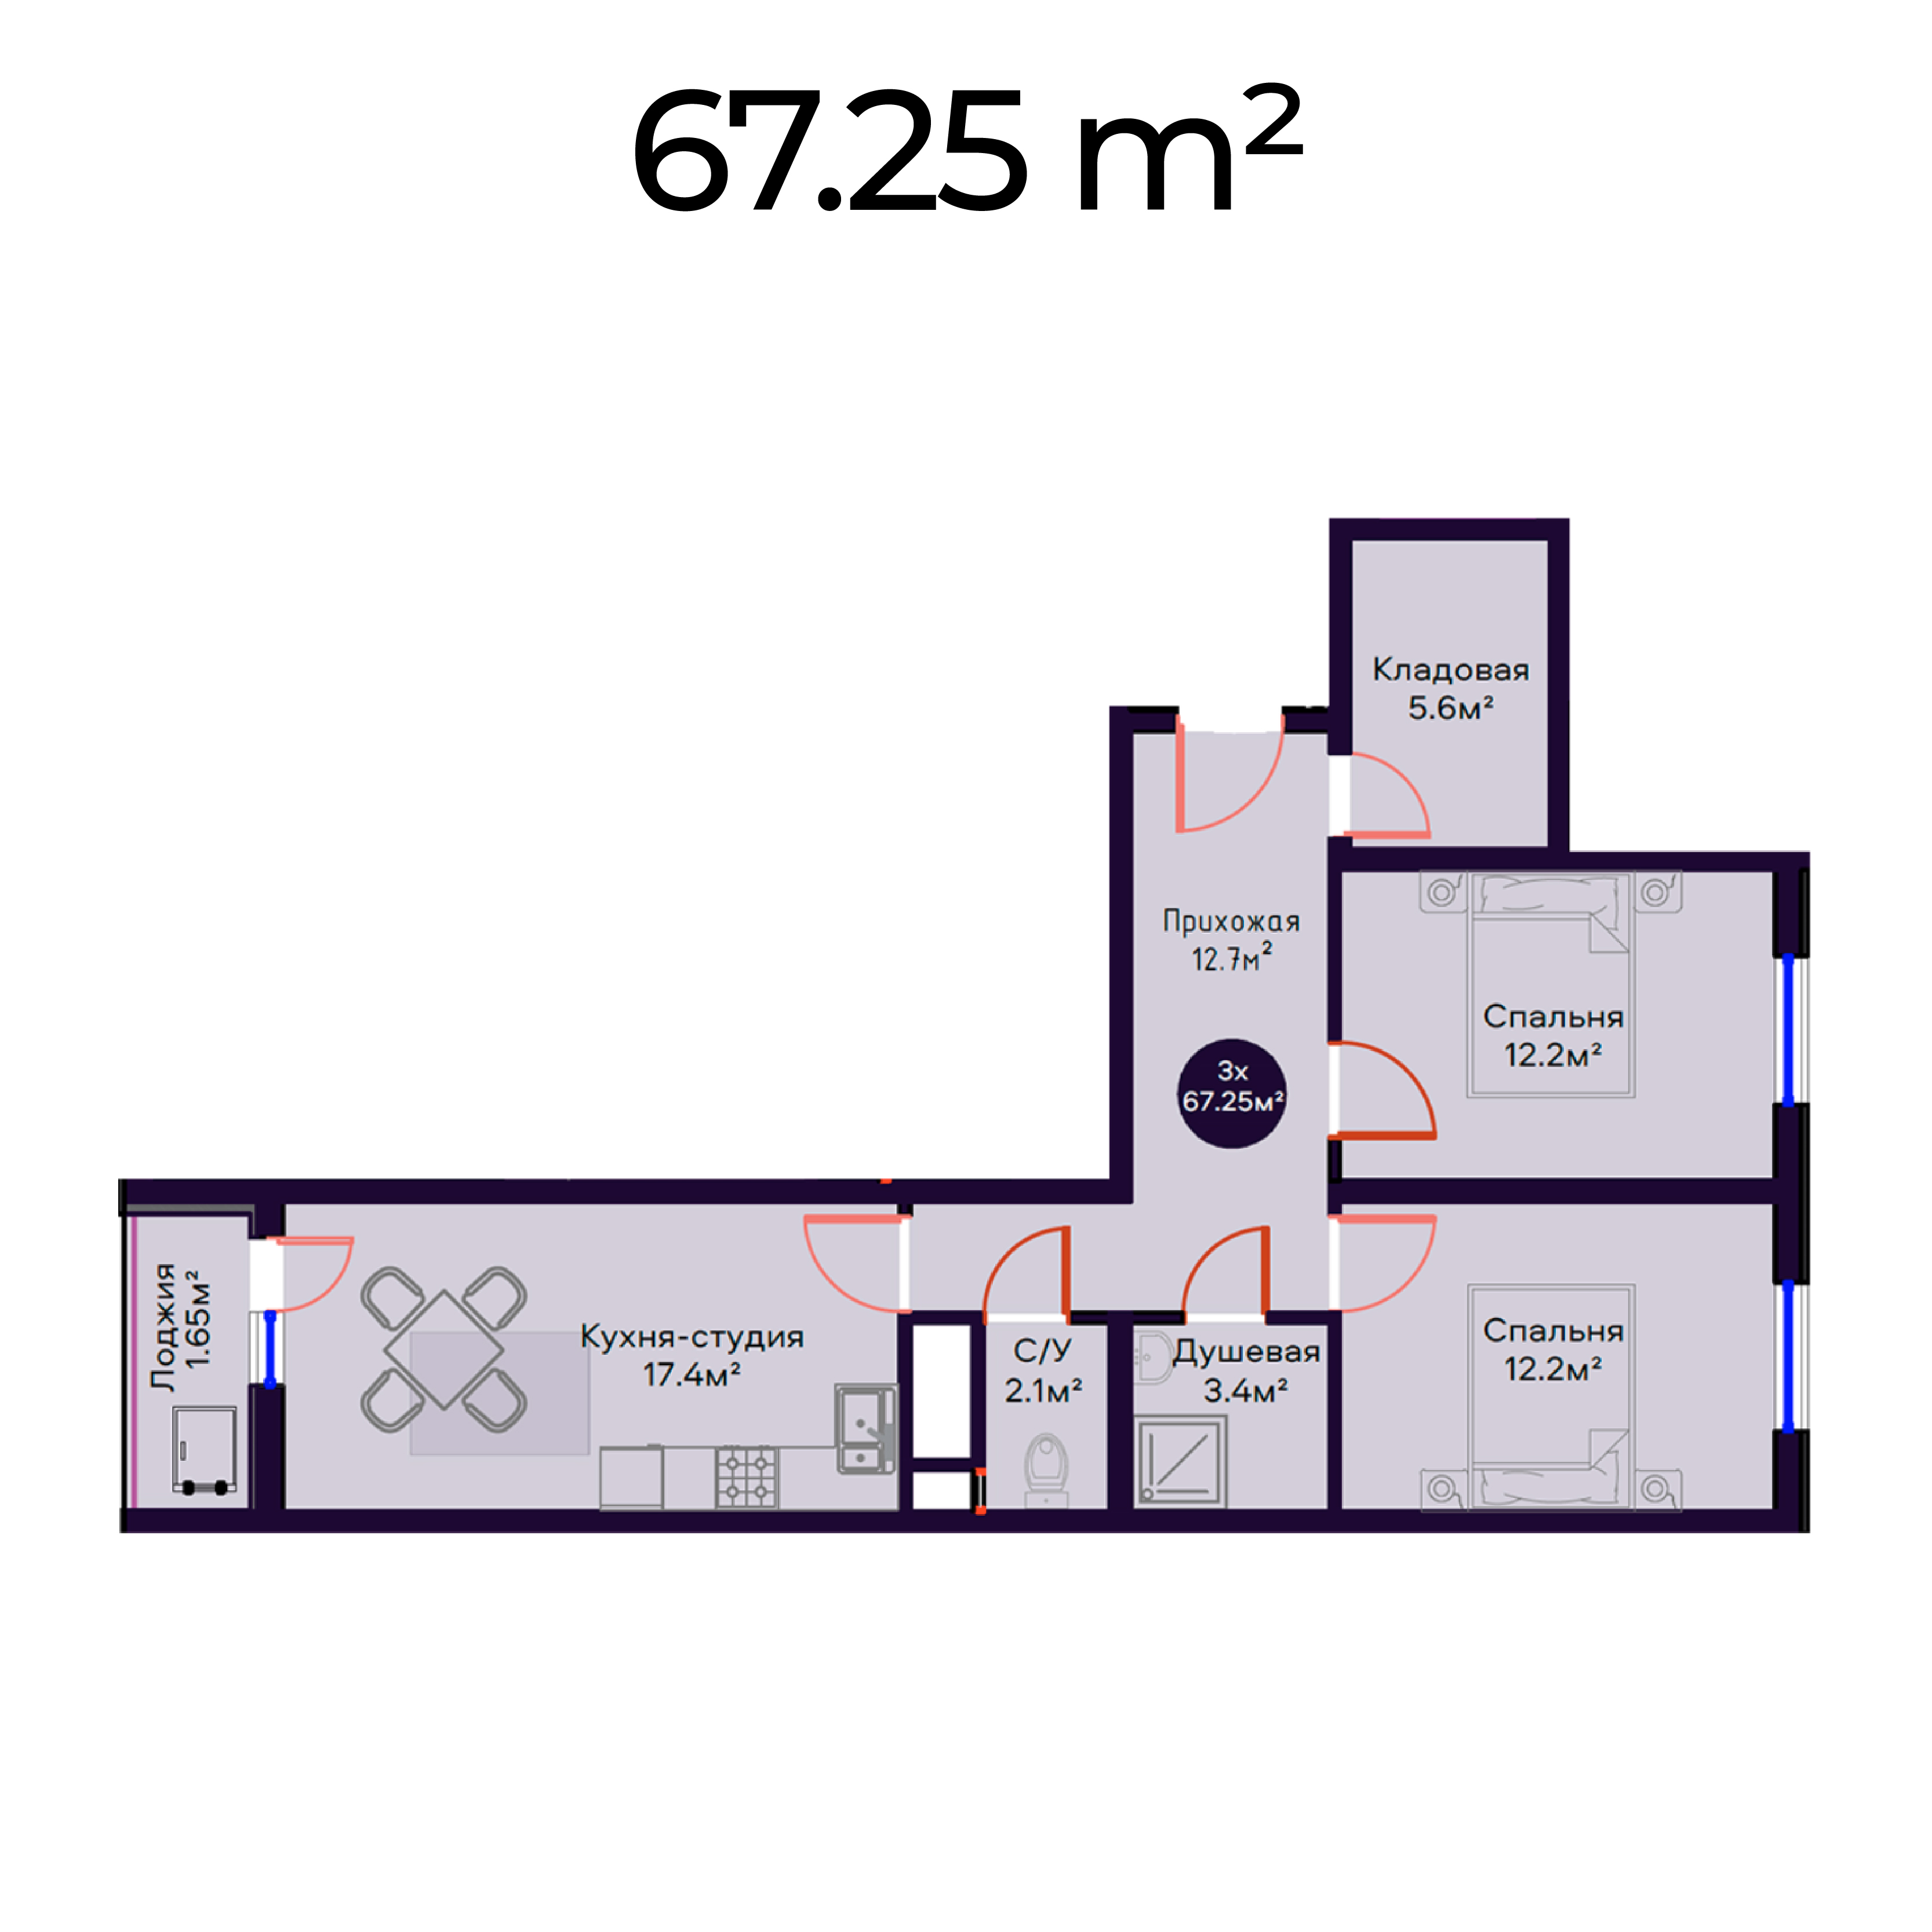 67.25 m²
Кладовая
5.6м²
Прихожая
12.7м²
Спальня
12.2м²
3х
67.25м²
Лоджия
1.65м²
Кухня-студия
17.4м²
С/У
2.1м²
Душевая
3.4м²
Спальня
12.2м²